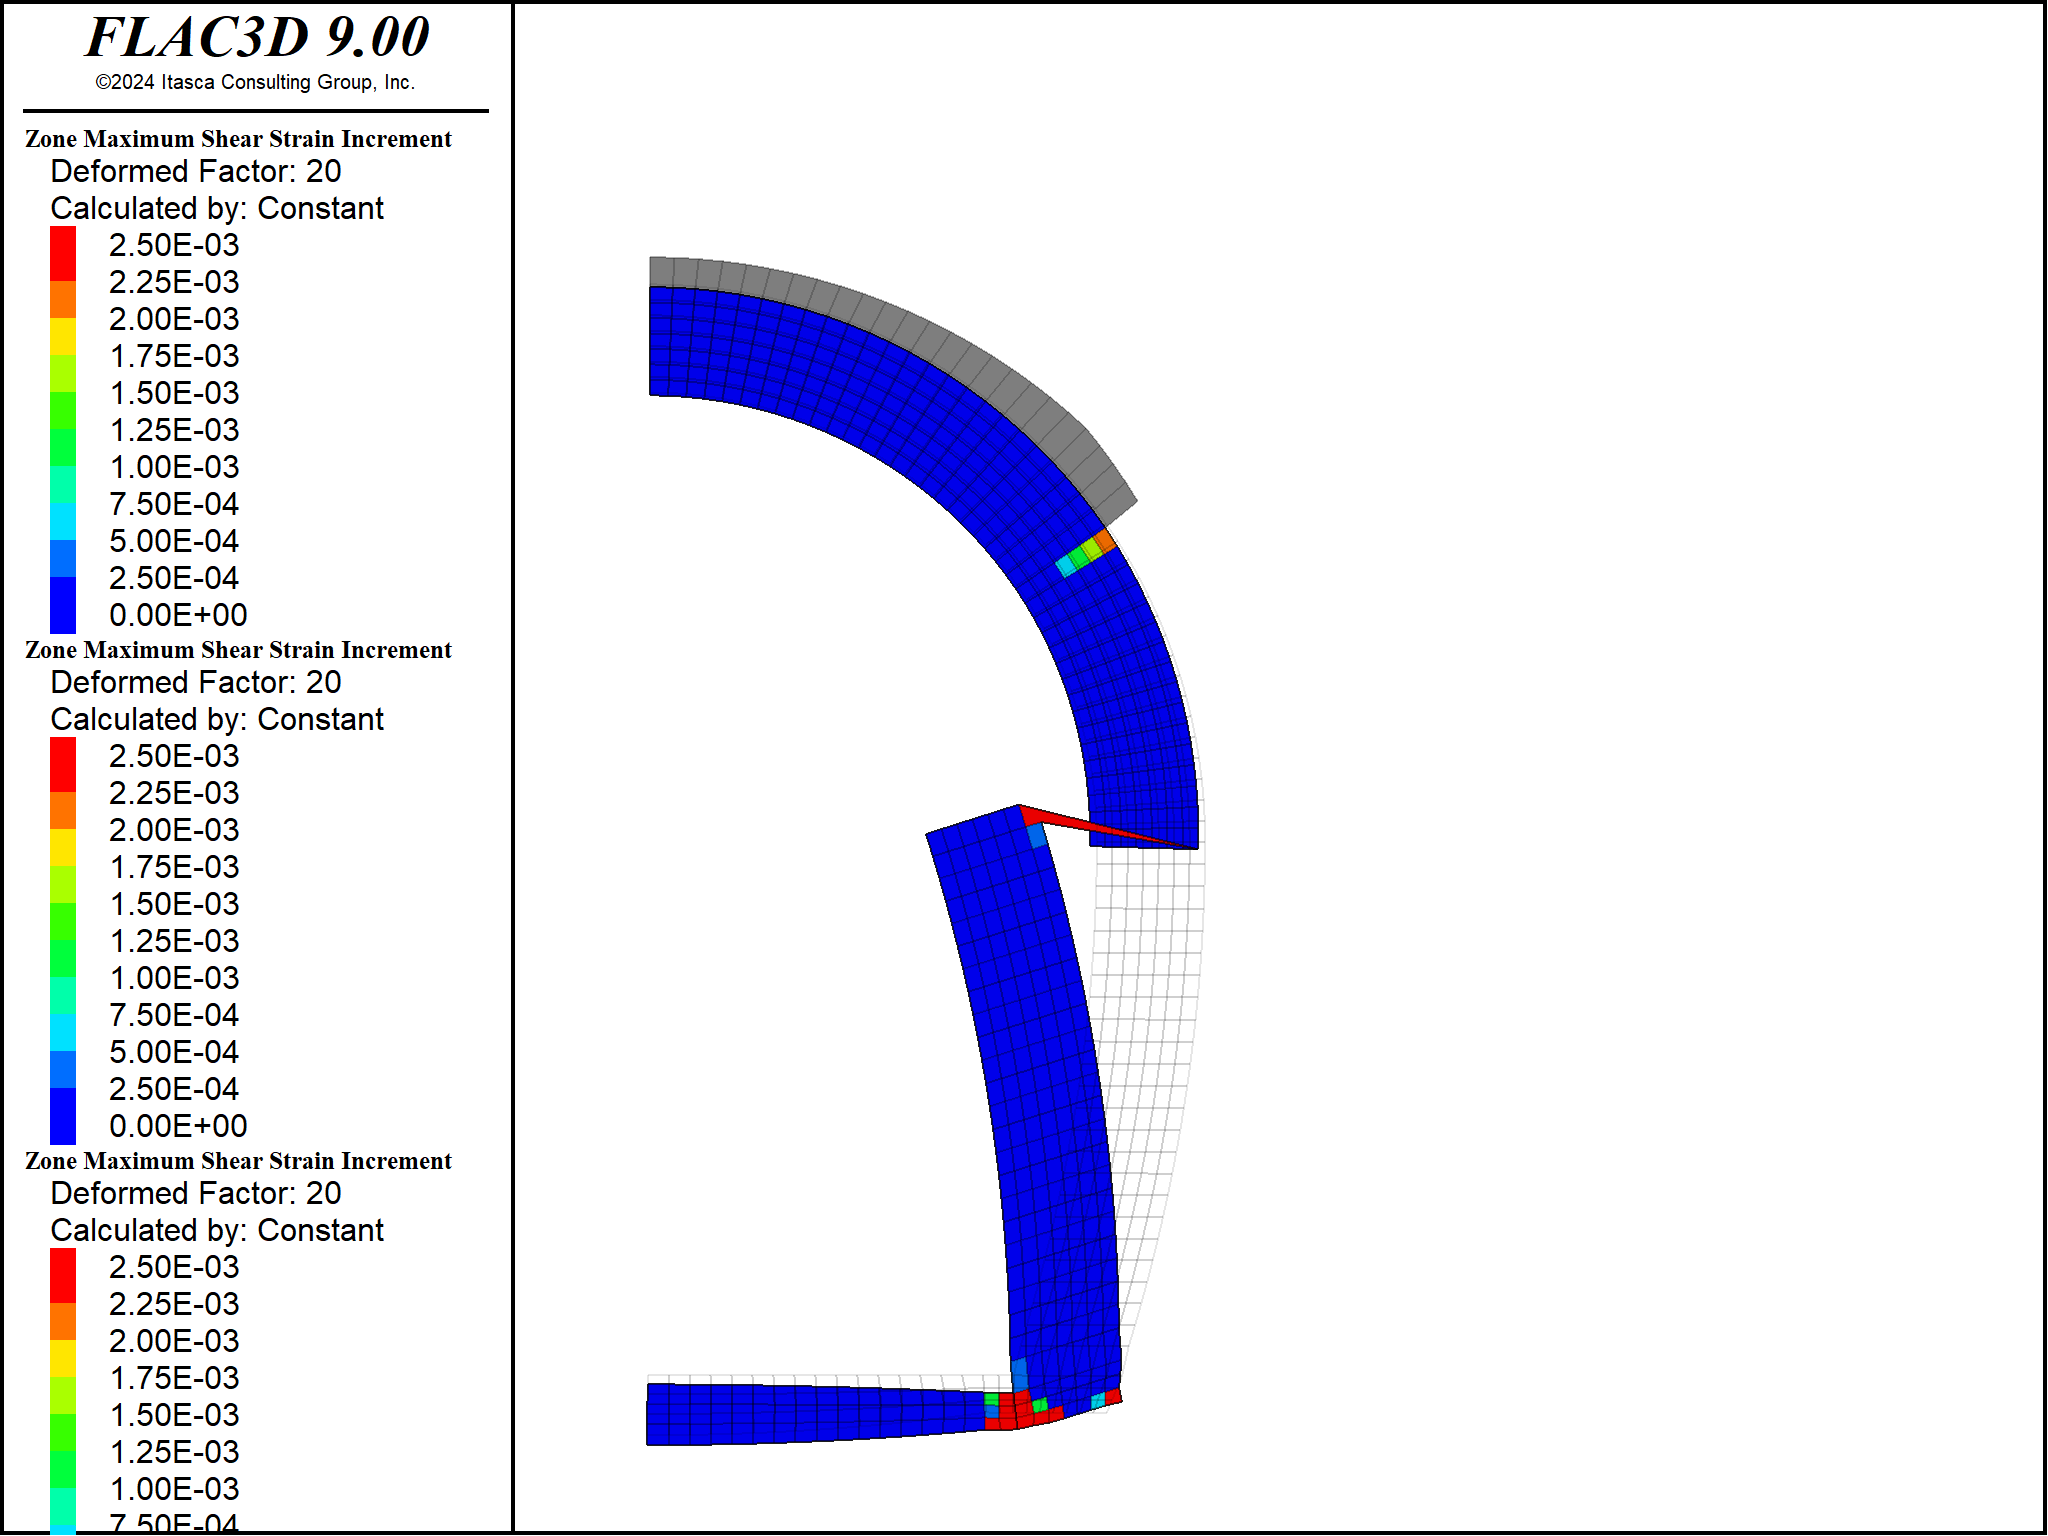 FLAC3D 9.00
©2024 Itasca Consulting Group, Inc.
Zone Maximum Shear Strain Increment
Deformed Factor: 20
Calculated by: Constant
2.50E-03
2.25E-03
2.00E-03
1.75E-03
1.50E-03
1.25E-03
1.00E-03
7.50E-04
5.00E-04
2.50E-04
0.00E+00
Zone Maximum Shear Strain Increment
Deformed Factor: 20
Calculated by: Constant
2.50E-03
2.25E-03
2.00E-03
1.75E-03
1.50E-03
1.25E-03
1.00E-03
7.50E-04
5.00E-04
2.50E-04
0.00E+00
Zone Maximum Shear Strain Increment
Deformed Factor: 20
Calculated by: Constant
2.50E-03
2.25E-03
2.00E-03
1.75E-03
1.50E-03
1.25E-03
1.00E-03
7.50E-04